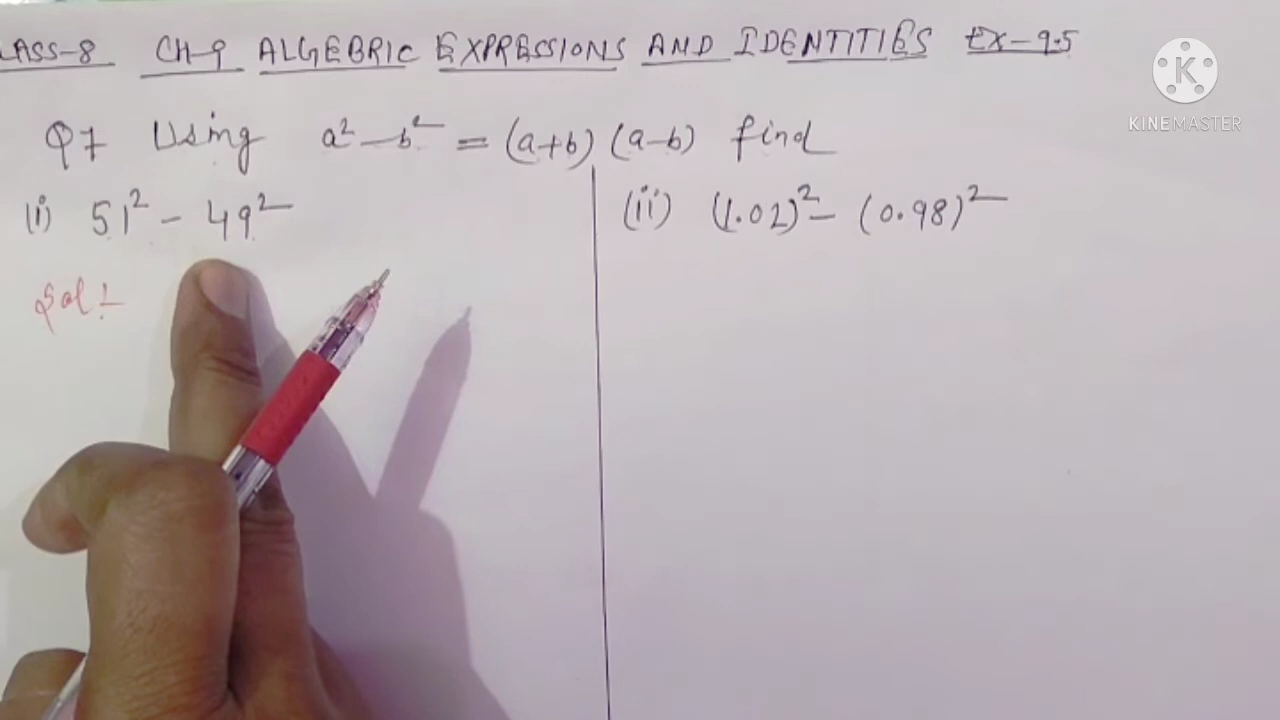 CLASS-8 CH-9 ALGEBRIC EXPRESSIONS AND IDENTITIES EX-9.5
K
KINEMASTER
Q7 Using a² - b² = (a+b) (a-b) find
(i) 51² - 49²
(ii) (1.02)² - (0.98)²
Sol:-